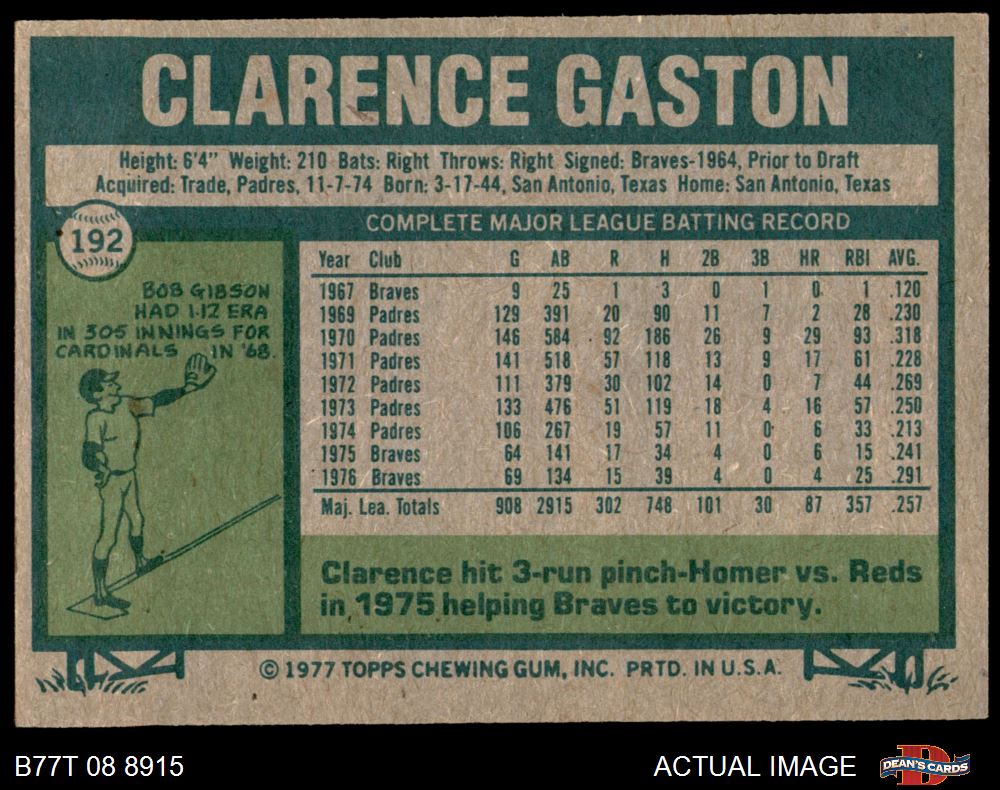 CLARENCE GASTON
Height: 6'4" Weight: 210 Bats: Right Throws: Right Signed: Braves-1964, Prior to Draft
Acquired: Trade, Padres, 11-7-74 Born: 3-17-44, San Antonio, Texas Home: San Antonio, Texas
192
BOB GIBSON
HAD 1.12 ERA
IN 305 INNINGS FOR
CARDINALS IN '68.
COMPLETE MAJOR LEAGUE BATTING RECORD
Year Club G AB R H 2B 3B HR RBI AVG.
1967 Braves 9 25 1 3 0 1 0 1 .120
1969 Padres 129 391 20 90 11 7 2 28 .230
1970 Padres 146 584 92 186 26 9 29 93 .318
1971 Padres 141 518 57 118 13 9 17 61 .228
1972 Padres 111 379 30 102 14 0 7 44 .269
1973 Padres 133 476 51 119 18 4 16 57 .250
1974 Padres 106 267 19 57 11 0 6 33 .213
1975 Braves 64 141 17 34 4 0 6 15 .241
1976 Braves 69 134 15 39 4 0 4 25 .291
Maj. Lea. Totals 908 2915 302 748 101 30 87 357 .257
Clarence hit 3-run pinch-Homer vs. Reds
in 1975 helping Braves to victory.
© 1977 TOPPS CHEWING GUM, INC. PRTD. IN U.S.A.
B77T 08 8915
ACTUAL IMAGE
DEAN'S CARDS